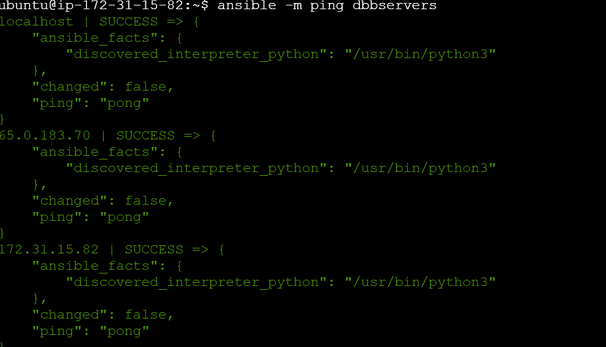 ubuntu@ip-172-31-15-82:~$ ansible -m ping dbbservers
localhost | SUCCESS => {
    "ansible_facts": {
        "discovered_interpreter_python": "/usr/bin/python3"
    },
    "changed": false,
    "ping": "pong"
}
65.0.183.70 | SUCCESS => {
    "ansible_facts": {
        "discovered_interpreter_python": "/usr/bin/python3"
    },
    "changed": false,
    "ping": "pong"
}
172.31.15.82 | SUCCESS => {
    "ansible_facts": {
        "discovered_interpreter_python": "/usr/bin/python3"
    },
    "changed": false,
    "ping": "pong"
}